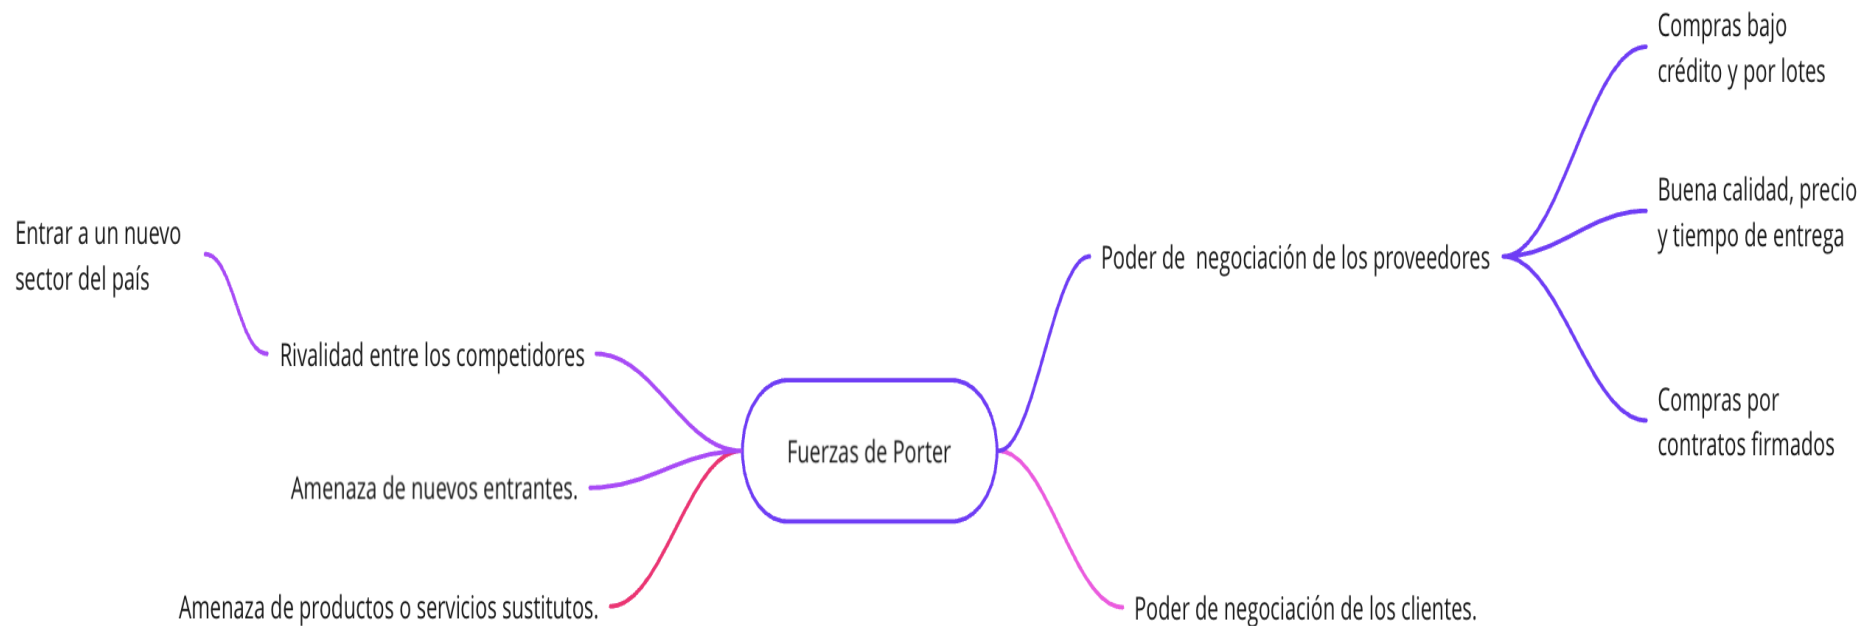 Compras bajo
crédito y por lotes
Buena calidad, precio
y tiempo de entrega
Entrar a un nuevo
sector del país
Poder de  negociación de los proveedores
Rivalidad entre los competidores
Compras por
contratos firmados
Fuerzas de Porter
Amenaza de nuevos entrantes.
Amenaza de productos o servicios sustitutos.
Poder de negociación de los clientes.